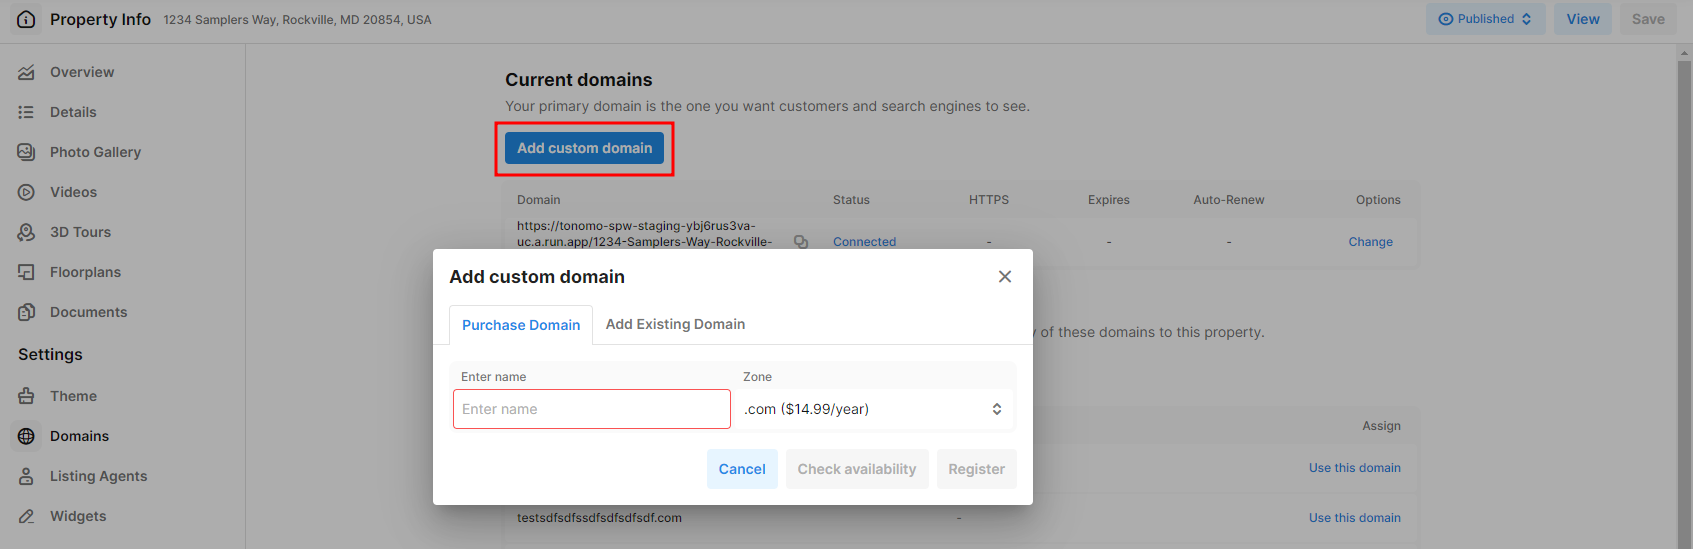 Property Info 1234 Samplers Way, Rockville, MD 20854, USA
Published
View
Save
Overview
Details
Photo Gallery
Videos
3D Tours
Floorplans
Documents
Settings
Theme
Domains
Listing Agents
Widgets
Current domains
Your primary domain is the one you want customers and search engines to see.
Add custom domain
Domain Status HTTPS Expires Auto-Renew Options
https://tonomo-spw-staging-ybj6rus3va-
uc.a.run.app/1234-Samplers-Way-Rockville- Connected - - - Change
Add custom domain
Purchase Domain Add Existing Domain
Enter name Zone
Enter name .com ($14.99/year)
Cancel Check availability Register
of these domains to this property.
Assign
Use this domain
testsdfsdfssdfsdfsdfsdf.com - Use this domain